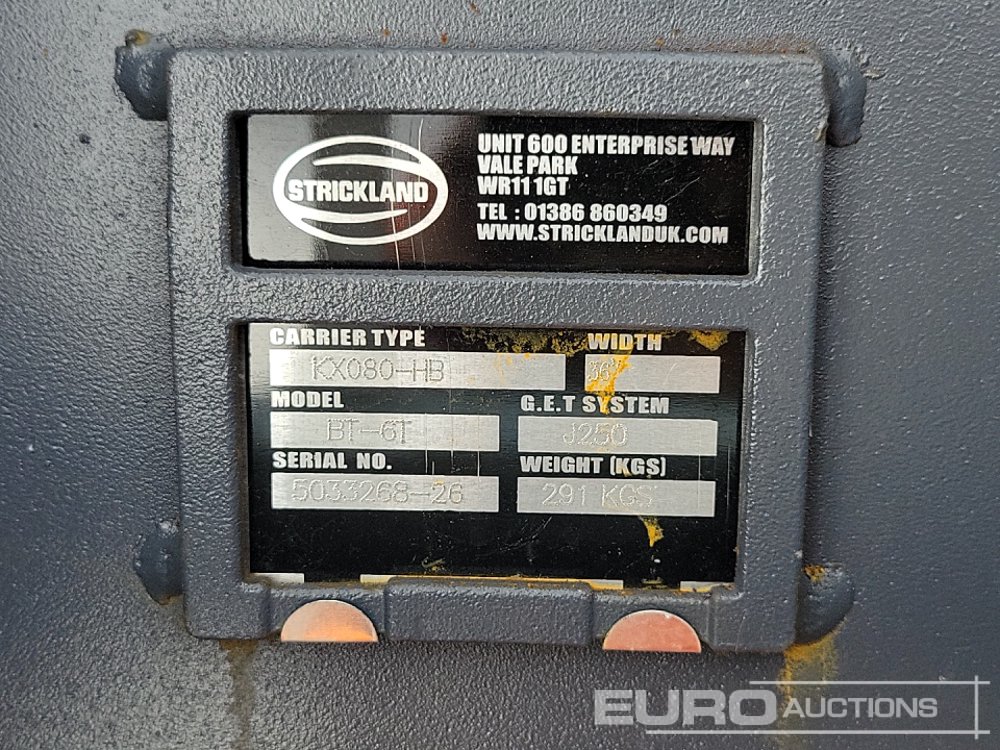 STRICKLAND
UNIT 600 ENTERPRISE WAY
VALE PARK
WR11 1GT
TEL : 01386 860349
WWW.STRICKLANDUK.COM
CARRIER TYPE
KX080-HB
WIDTH
36"
MODEL
BT-6T
G.E.T SYSTEM
J250
SERIAL NO.
5033268-26
WEIGHT (KGS)
291 KGS
EURO AUCTIONS